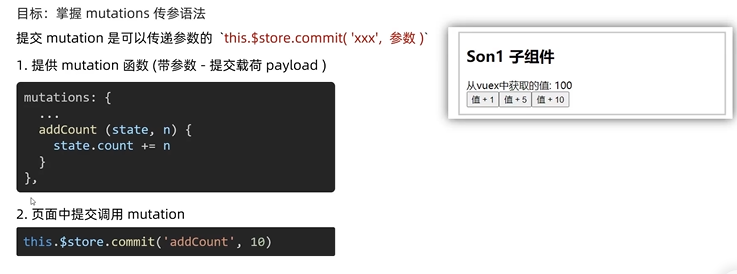 目标：掌握 mutations 传参语法
提交 mutation 是可以传递参数的 `this.$store.commit( 'xxx', 参数 )`
1. 提供 mutation 函数 (带参数 - 提交载荷 payload )
mutations: {
...
addCount (state, n) {
state.count += n
}
},
2. 页面中提交调用 mutation
this.$store.commit('addCount', 10)
Son1 子组件
从vuex中获取的值: 100
值 + 1 值 + 5 值 + 10